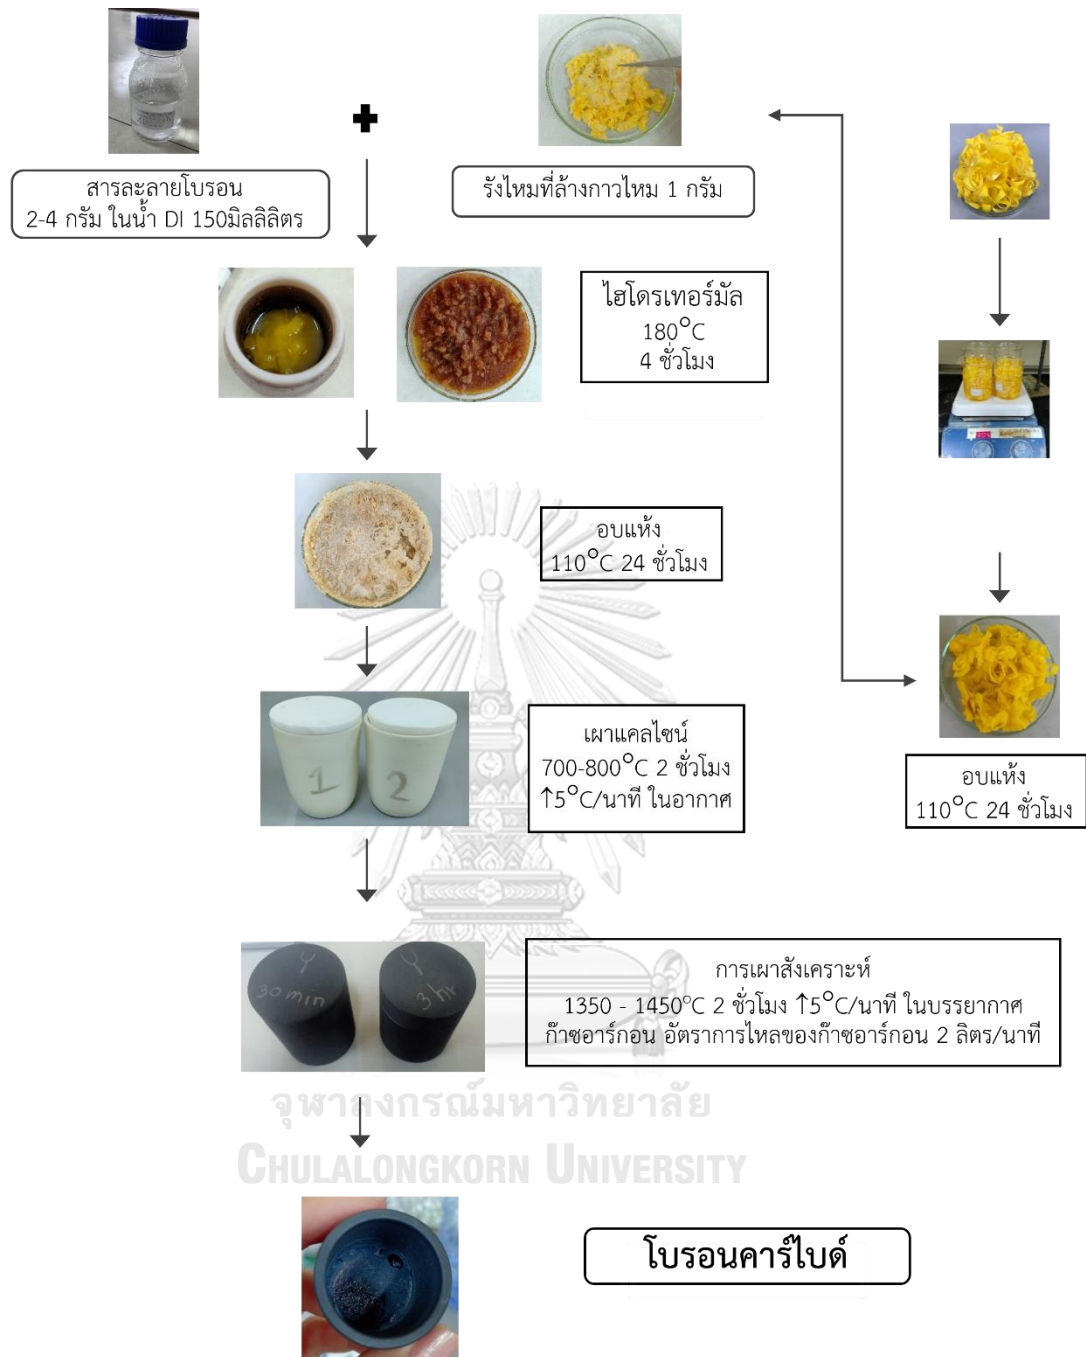 สารละลายโบรอน
2-4 กรัม ในน้ำ DI 150มิลลิลิตร
รังไหมที่ล้างกาวไหม 1 กรัม
ไฮโดรเทอร์มัล
180°C
4 ชั่วโมง
อบแห้ง
110°C 24 ชั่วโมง
1
2
เผาแคลไซน์
700-800°C 2 ชั่วโมง
↑5°C/นาที ในอากาศ
อบแห้ง
110°C 24 ชั่วโมง
Y
30 min
Y
3 hr
การเผาสังเคราะห์
1350 - 1450°C 2 ชั่วโมง ↑5°C/นาที ในบรรยากาศ
ก๊าซอาร์กอน อัตราการไหลของก๊าซอาร์กอน 2 ลิตร/นาที
จุฬาลงกรณ์มหาวิทยาลัย
CHULALONGKORN UNIVERSITY
โบรอนคาร์ไบด์